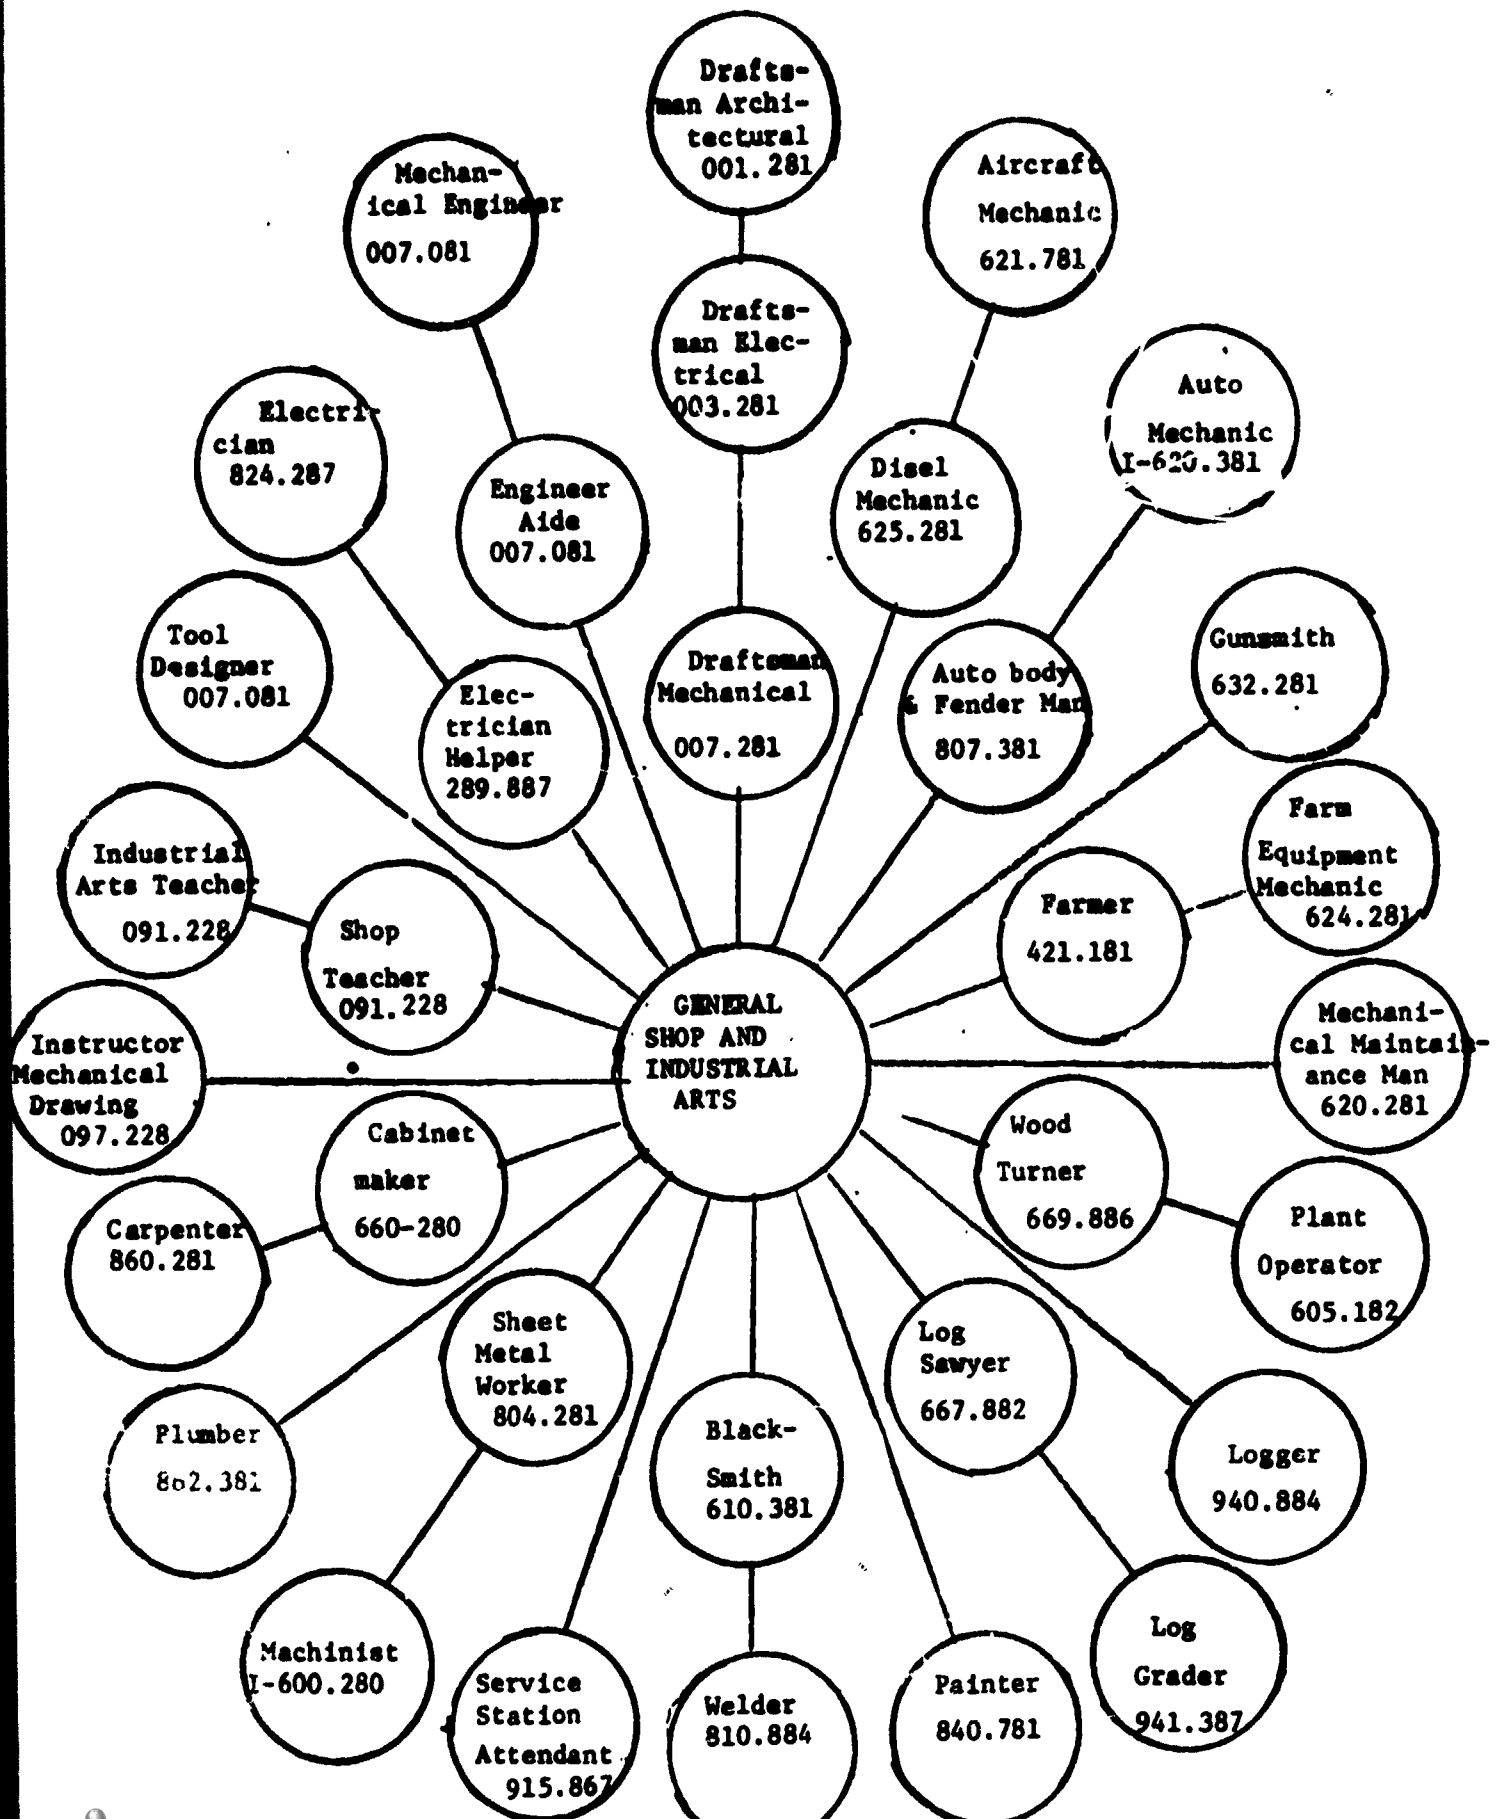 Drafts-
man Archi-
tectural
001.281
Mechan-
ical Engineer
007.081
Aircraft
Mechanic
621.781
Drafts-
man Elec-
trical
003.281
Auto
Mechanic
I-620.381
Electri-
cian
824.287
Engineer
Aide
007.081
Disel
Mechanic
625.281
Tool
Designer
007.081
Elec-
trician
Helper
289.887
Draftsman
Mechanical
007.281
Auto body
& Fender Man
807.381
Gunsmith
632.281
Industrial
Arts Teacher
091.228
Shop
Teacher
091.228
Farmer
421.181
Farm
Equipment
Mechanic
624.281
GENERAL
SHOP AND
INDUSTRIAL
ARTS
Instructor
Mechanical
Drawing
097.228
Mechani-
cal Maintain-
ance Man
620.281
Cabinet
maker
660-280
Wood
Turner
669.886
Carpenter
860.281
Plant
Operator
605.182
Sheet
Metal
Worker
804.281
Log
Sawyer
667.882
Plumber
862.381
Black-
Smith
610.381
Logger
940.884
Machinist
I-600.280
Service
Station
Attendant
915.867
Welder
810.884
Painter
840.781
Log
Grader
941.387